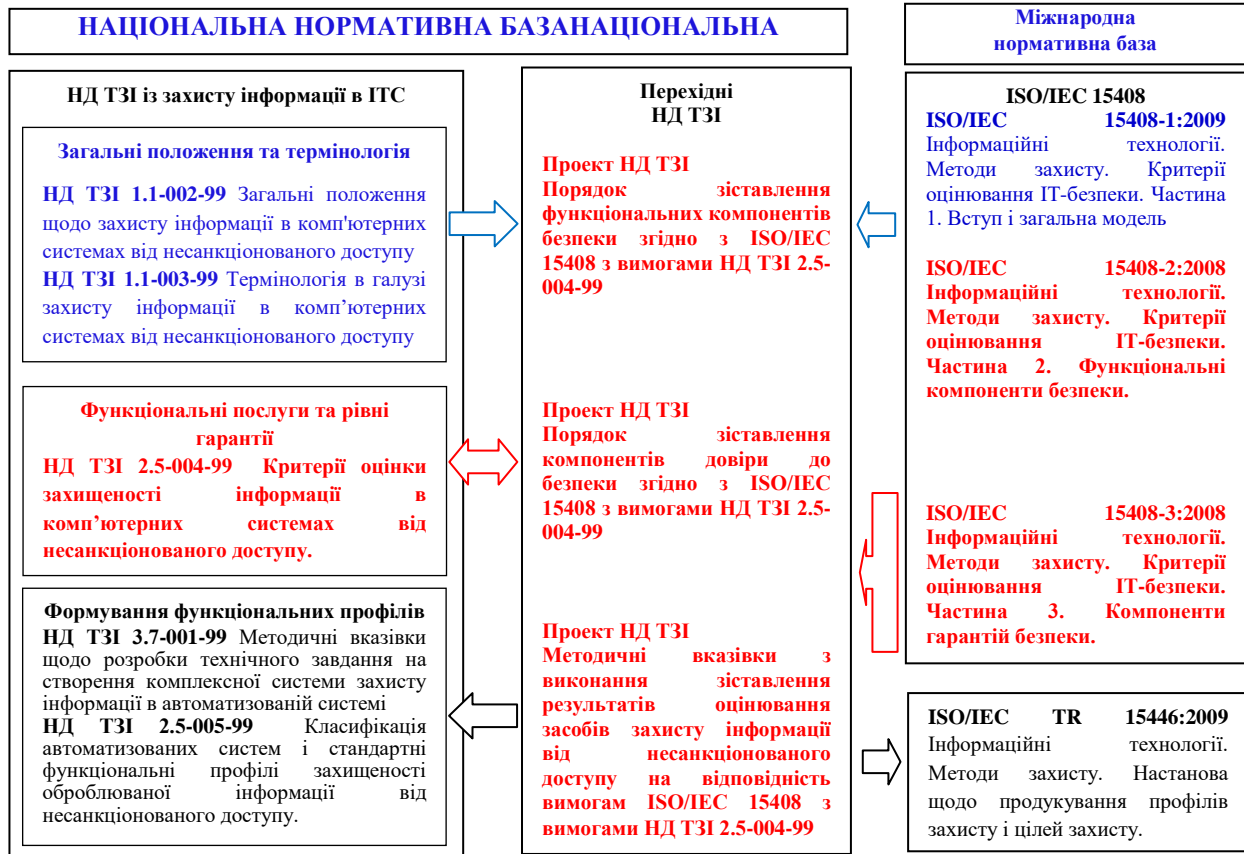 НАЦІОНАЛЬНА НОРМАТИВНА БАЗАНАЦІОНАЛЬНА
Міжнародна
нормативна база
НД ТЗІ із захисту інформації в ІТС
Загальні положення та термінологія
НД ТЗІ 1.1-002-99 Загальні положення
щодо захисту інформації в комп'ютерних
системах від несанкціонованого доступу
НД ТЗІ 1.1-003-99 Термінологія в галузі
захисту інформації в комп’ютерних
системах від несанкціонованого доступу
Функціональні послуги та рівні
гарантії
НД ТЗІ 2.5-004-99 Критерії оцінки
захищеності інформації в
комп’ютерних системах від
несанкціонованого доступу.
Формування функціональних профілів
НД ТЗІ 3.7-001-99 Методичні вказівки
щодо розробки технічного завдання на
створення комплексної системи захисту
інформації в автоматизованій системі
НД ТЗІ 2.5-005-99 Класифікація
автоматизованих систем і стандартні
функціональні профілі захищеності
оброблюваної інформації від
несанкціонованого доступу.
Перехідні
НД ТЗІ
Проект НД ТЗІ
Порядок зіставлення
функціональних компонентів
безпеки згідно з ISO/IEC
15408 з вимогами НД ТЗІ 2.5-
004-99
Проект НД ТЗІ
Порядок зіставлення
компонентів довіри до
безпеки згідно з ISO/IEC
15408 з вимогами НД ТЗІ 2.5-
004-99
Проект НД ТЗІ
Методичні вказівки з
виконання зіставлення
результатів оцінювання
засобів захисту інформації
від несанкціонованого
доступу на відповідність
вимогам ISO/IEC 15408 з
вимогами НД ТЗІ 2.5-004-99
ISO/IEC 15408
ISO/IEC 15408-1:2009
Інформаційні технології.
Методи захисту. Критерії
оцінювання ІТ-безпеки. Частина
1. Вступ і загальна модель
ISO/IEC 15408-2:2008
Інформаційні технології.
Методи захисту. Критерії
оцінювання ІТ-безпеки.
Частина 2. Функціональні
компоненти безпеки.
ISO/IEC 15408-3:2008
Інформаційні технології.
Методи захисту. Критерії
оцінювання ІТ-безпеки.
Частина 3. Компоненти
гарантій безпеки.
ISO/IEC TR 15446:2009
Інформаційні технології.
Методи захисту. Настанова
щодо продукування профілів
захисту і цілей захисту.